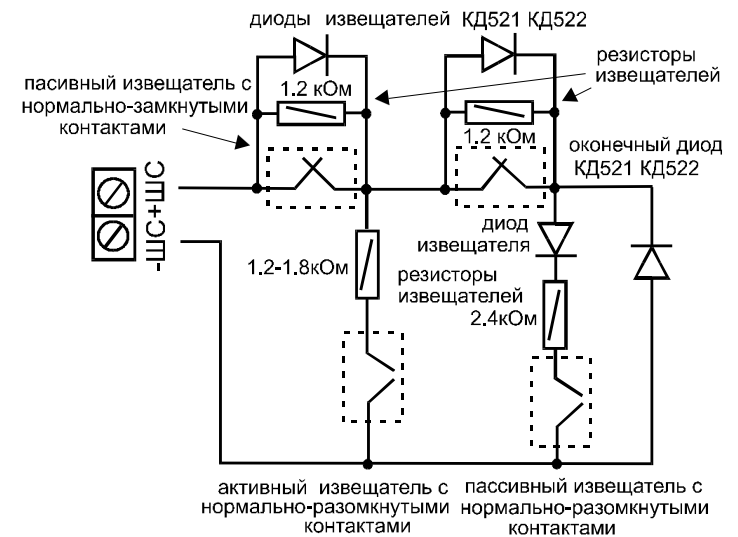 диоды извещателей КД521 КД522
резисторы
извещателей
пасивный извещатель с
нормально-замкнутыми
контактами
1.2 кОм
1.2 кОм
оконечный диод
КД521 КД522
-ШС+ШС
диод
извещателя
1.2-1.8кОм
резисторы
извещателей
2.4кОм
активный извещатель с
нормально-разомкнутыми
контактами
пассивный извещатель с
нормально-разомкнутыми
контактами